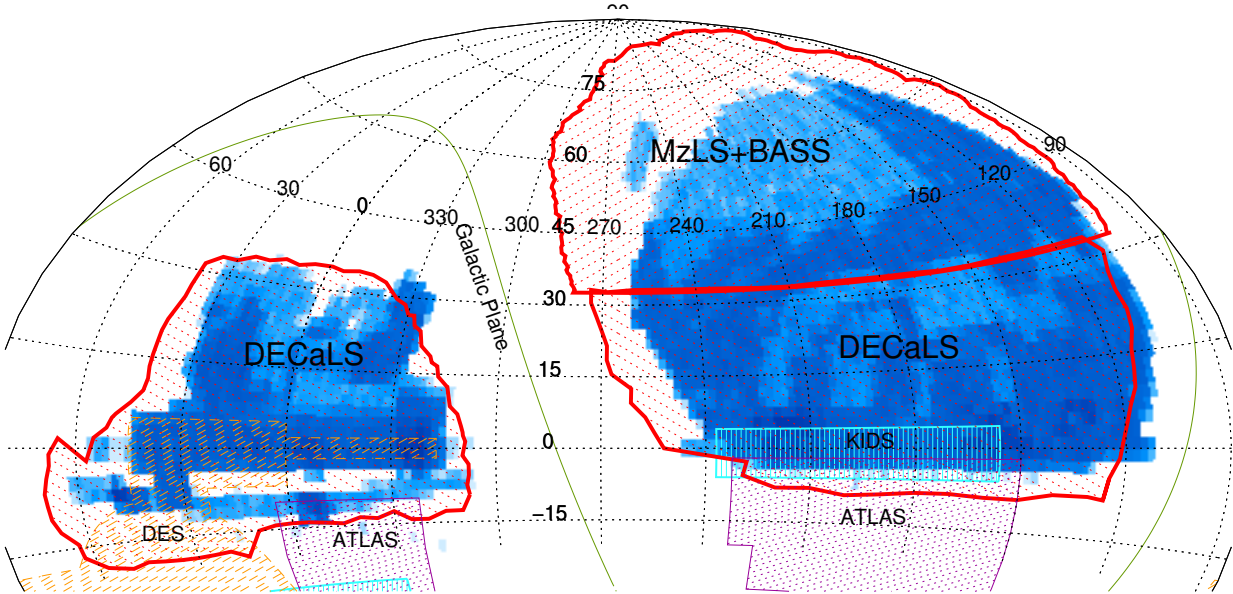 90
75
MzLS+BASS
60
90
60
30
0
330
300
45
270
240
210
180
150
120
Galactic Plane
30
DECaLS
DECaLS
15
0
KIDS
−15
DES
ATLAS
ATLAS